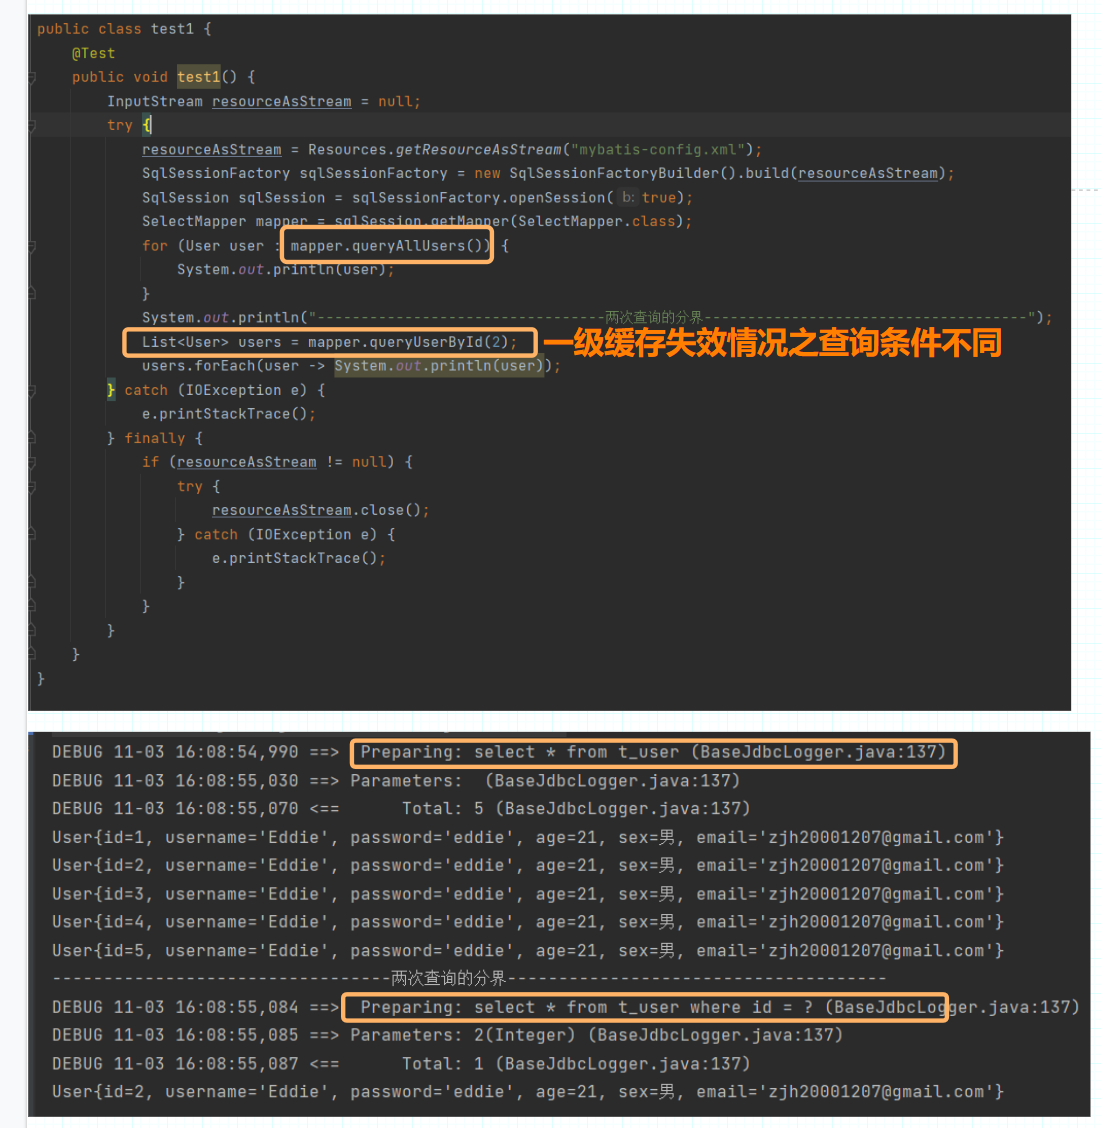 public class test1 {
@Test
public void test1() {
InputStream resourceAsStream = null;
try {
resourceAsStream = Resources.getResourceAsStream("mybatis-config.xml");
SqlSessionFactory sqlSessionFactory = new SqlSessionFactoryBuilder().build(resourceAsStream);
SqlSession sqlSession = sqlSessionFactory.openSession( b: true);
SelectMapper mapper = sqlSession.getMapper(SelectMapper.class);
for (User user : mapper.queryAllUsers()) {
System.out.println(user);
}
System.out.println("---------------------------------两次查询的分界-------------------------------------");
List<User> users = mapper.queryUserById(2); 一级缓存失效情况之查询条件不同
users.forEach(user -> System.out.println(user));
} catch (IOException e) {
e.printStackTrace();
} finally {
if (resourceAsStream != null) {
try {
resourceAsStream.close();
} catch (IOException e) {
e.printStackTrace();
}
}
}
}
}
DEBUG 11-03 16:08:54,990 ==> Preparing: select * from t_user (BaseJdbcLogger.java:137)
DEBUG 11-03 16:08:55,030 ==> Parameters: (BaseJdbcLogger.java:137)
DEBUG 11-03 16:08:55,070 <== Total: 5 (BaseJdbcLogger.java:137)
User{id=1, username='Eddie', password='eddie', age=21, sex=男, email='zjh20001207@gmail.com'}
User{id=2, username='Eddie', password='eddie', age=21, sex=男, email='zjh20001207@gmail.com'}
User{id=3, username='Eddie', password='eddie', age=21, sex=男, email='zjh20001207@gmail.com'}
User{id=4, username='Eddie', password='eddie', age=21, sex=男, email='zjh20001207@gmail.com'}
User{id=5, username='Eddie', password='eddie', age=21, sex=男, email='zjh20001207@gmail.com'}
---------------------------------两次查询的分界-------------------------------------
DEBUG 11-03 16:08:55,084 ==> Preparing: select * from t_user where id = ? (BaseJdbcLogger.java:137)
DEBUG 11-03 16:08:55,085 ==> Parameters: 2(Integer) (BaseJdbcLogger.java:137)
DEBUG 11-03 16:08:55,087 <== Total: 1 (BaseJdbcLogger.java:137)
User{id=2, username='Eddie', password='eddie', age=21, sex=男, email='zjh20001207@gmail.com'}